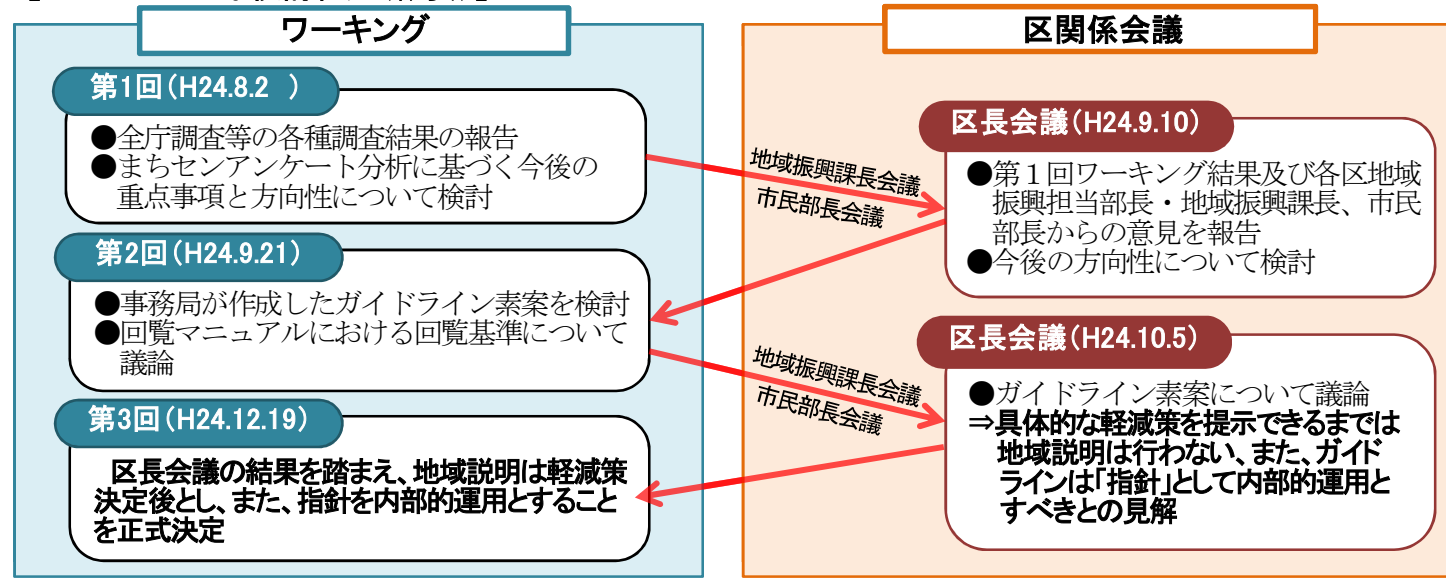 ワーキング
第1回(H24.8.2 )
●全庁調査等の各種調査結果の報告
●まちセンアンケート分析に基づく今後の
重点事項と方向性について検討
第2回(H24.9.21)
●事務局が作成したガイドライン素案を検討
●回覧マニュアルにおける回覧基準について
議論
第3回(H24.12.19)
区長会議の結果を踏まえ、地域説明は軽減策
決定後とし、また、指針を内部的運用とすること
を正式決定
地域振興課長会議
市民部長会議
地域振興課長会議
市民部長会議
区関係会議
区長会議(H24.9.10)
●第1回ワーキング結果及び各区地域
振興担当部長・地域振興課長、市民
部長からの意見を報告
●今後の方向性について検討
区長会議(H24.10.5)
●ガイドライン素案について議論
⇒具体的な軽減策を提示できるまでは
地域説明は行わない、また、ガイド
ラインは「指針」として内部的運用と
すべきとの見解